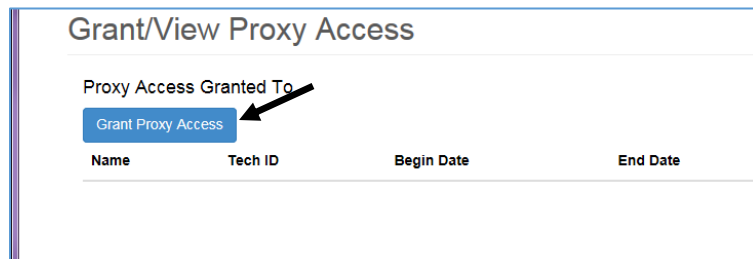 Grant/View Proxy Access
Proxy Access Granted To
Grant Proxy Access
Name Tech ID Begin Date End Date